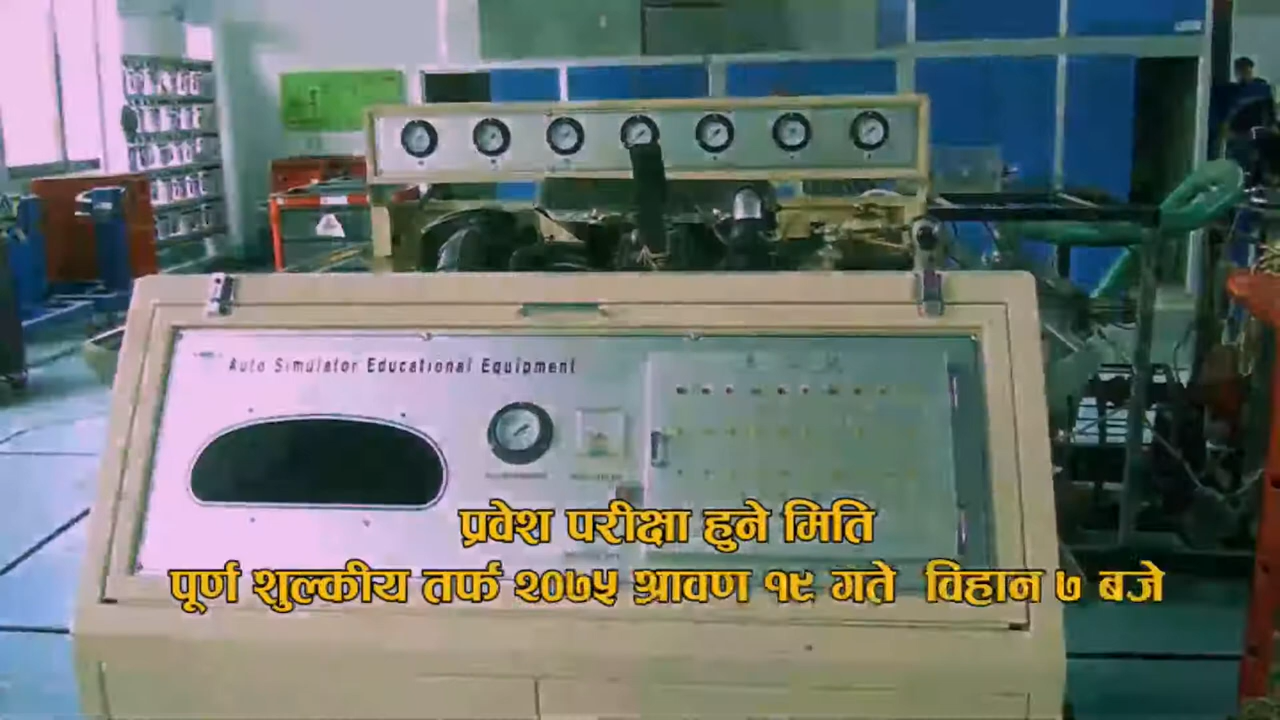 Auto Simulator Educational Equipment
प्रवेश परीक्षा हुने मिति
पूर्ण शुल्कीय तर्फ २०७५ श्रावण १९ गते विहान ७ बजे